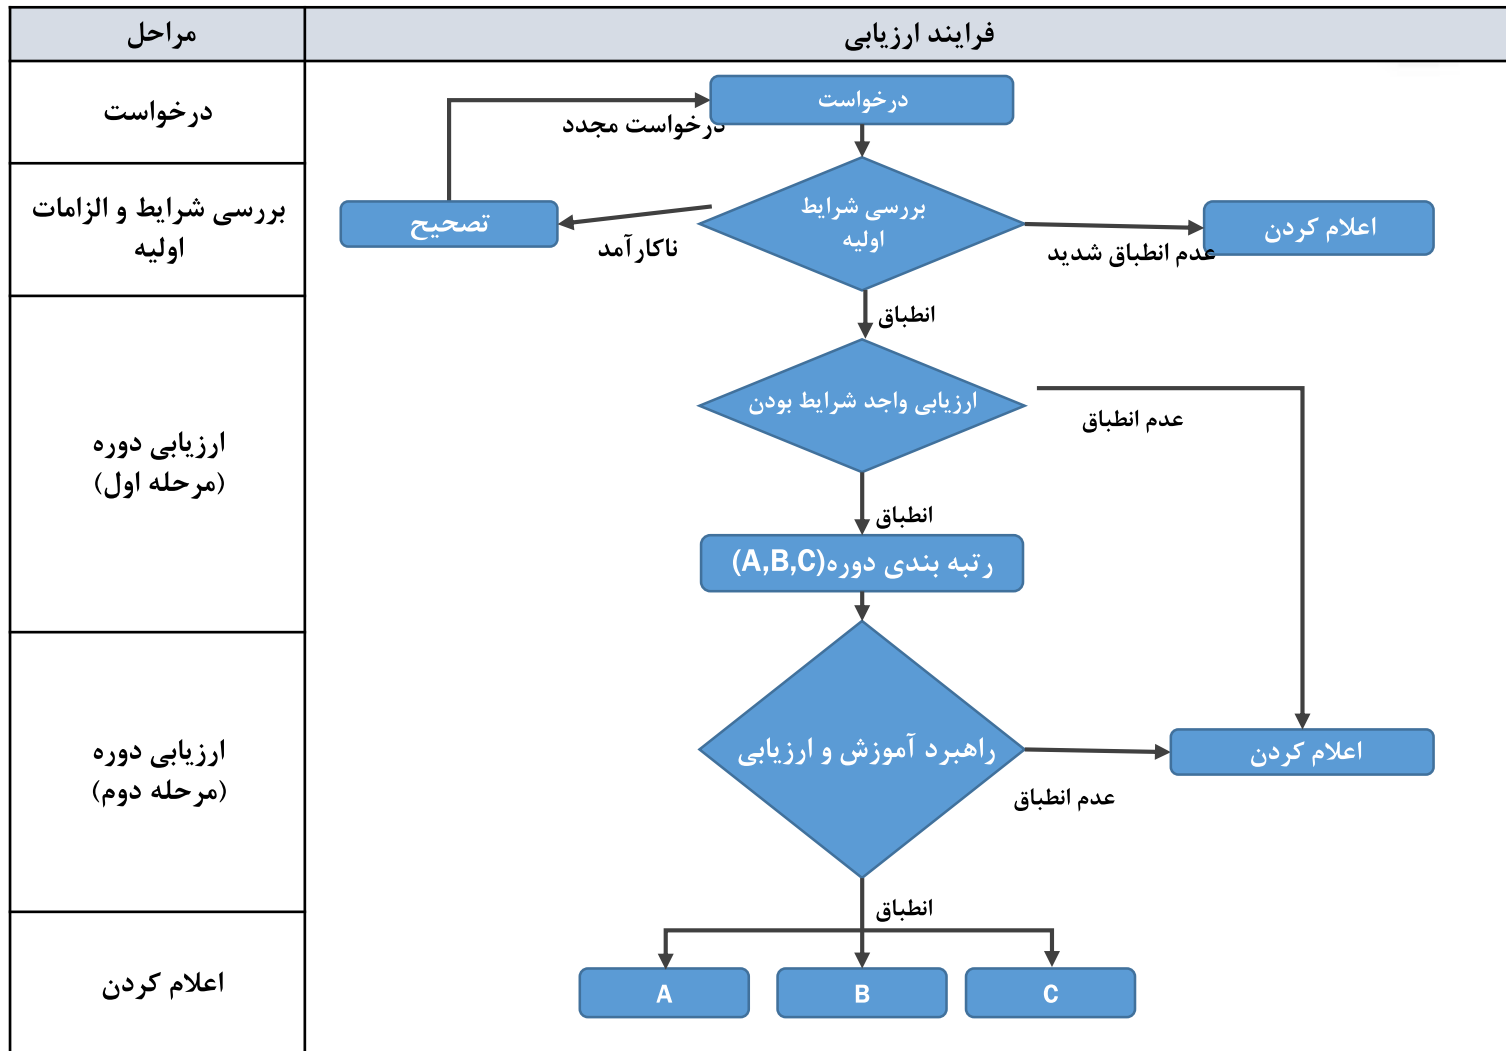 مراحل
فرایند ارزیابی
درخواست
درخواست
درخواست مجدد
بررسی شرایط و الزامات
اولیه
تصحیح
ناکارآمد
بررسی شرایط
اولیه
عدم انطباق شدید
اعلام کردن
انطباق
ارزیابی دوره
(مرحله اول)
ارزیابی واجد شرایط بودن
عدم انطباق
انطباق
رتبه بندی دوره(A,B,C)
ارزیابی دوره
(مرحله دوم)
راهبرد آموزش و ارزیابی
عدم انطباق
اعلام کردن
انطباق
اعلام کردن
A
B
C